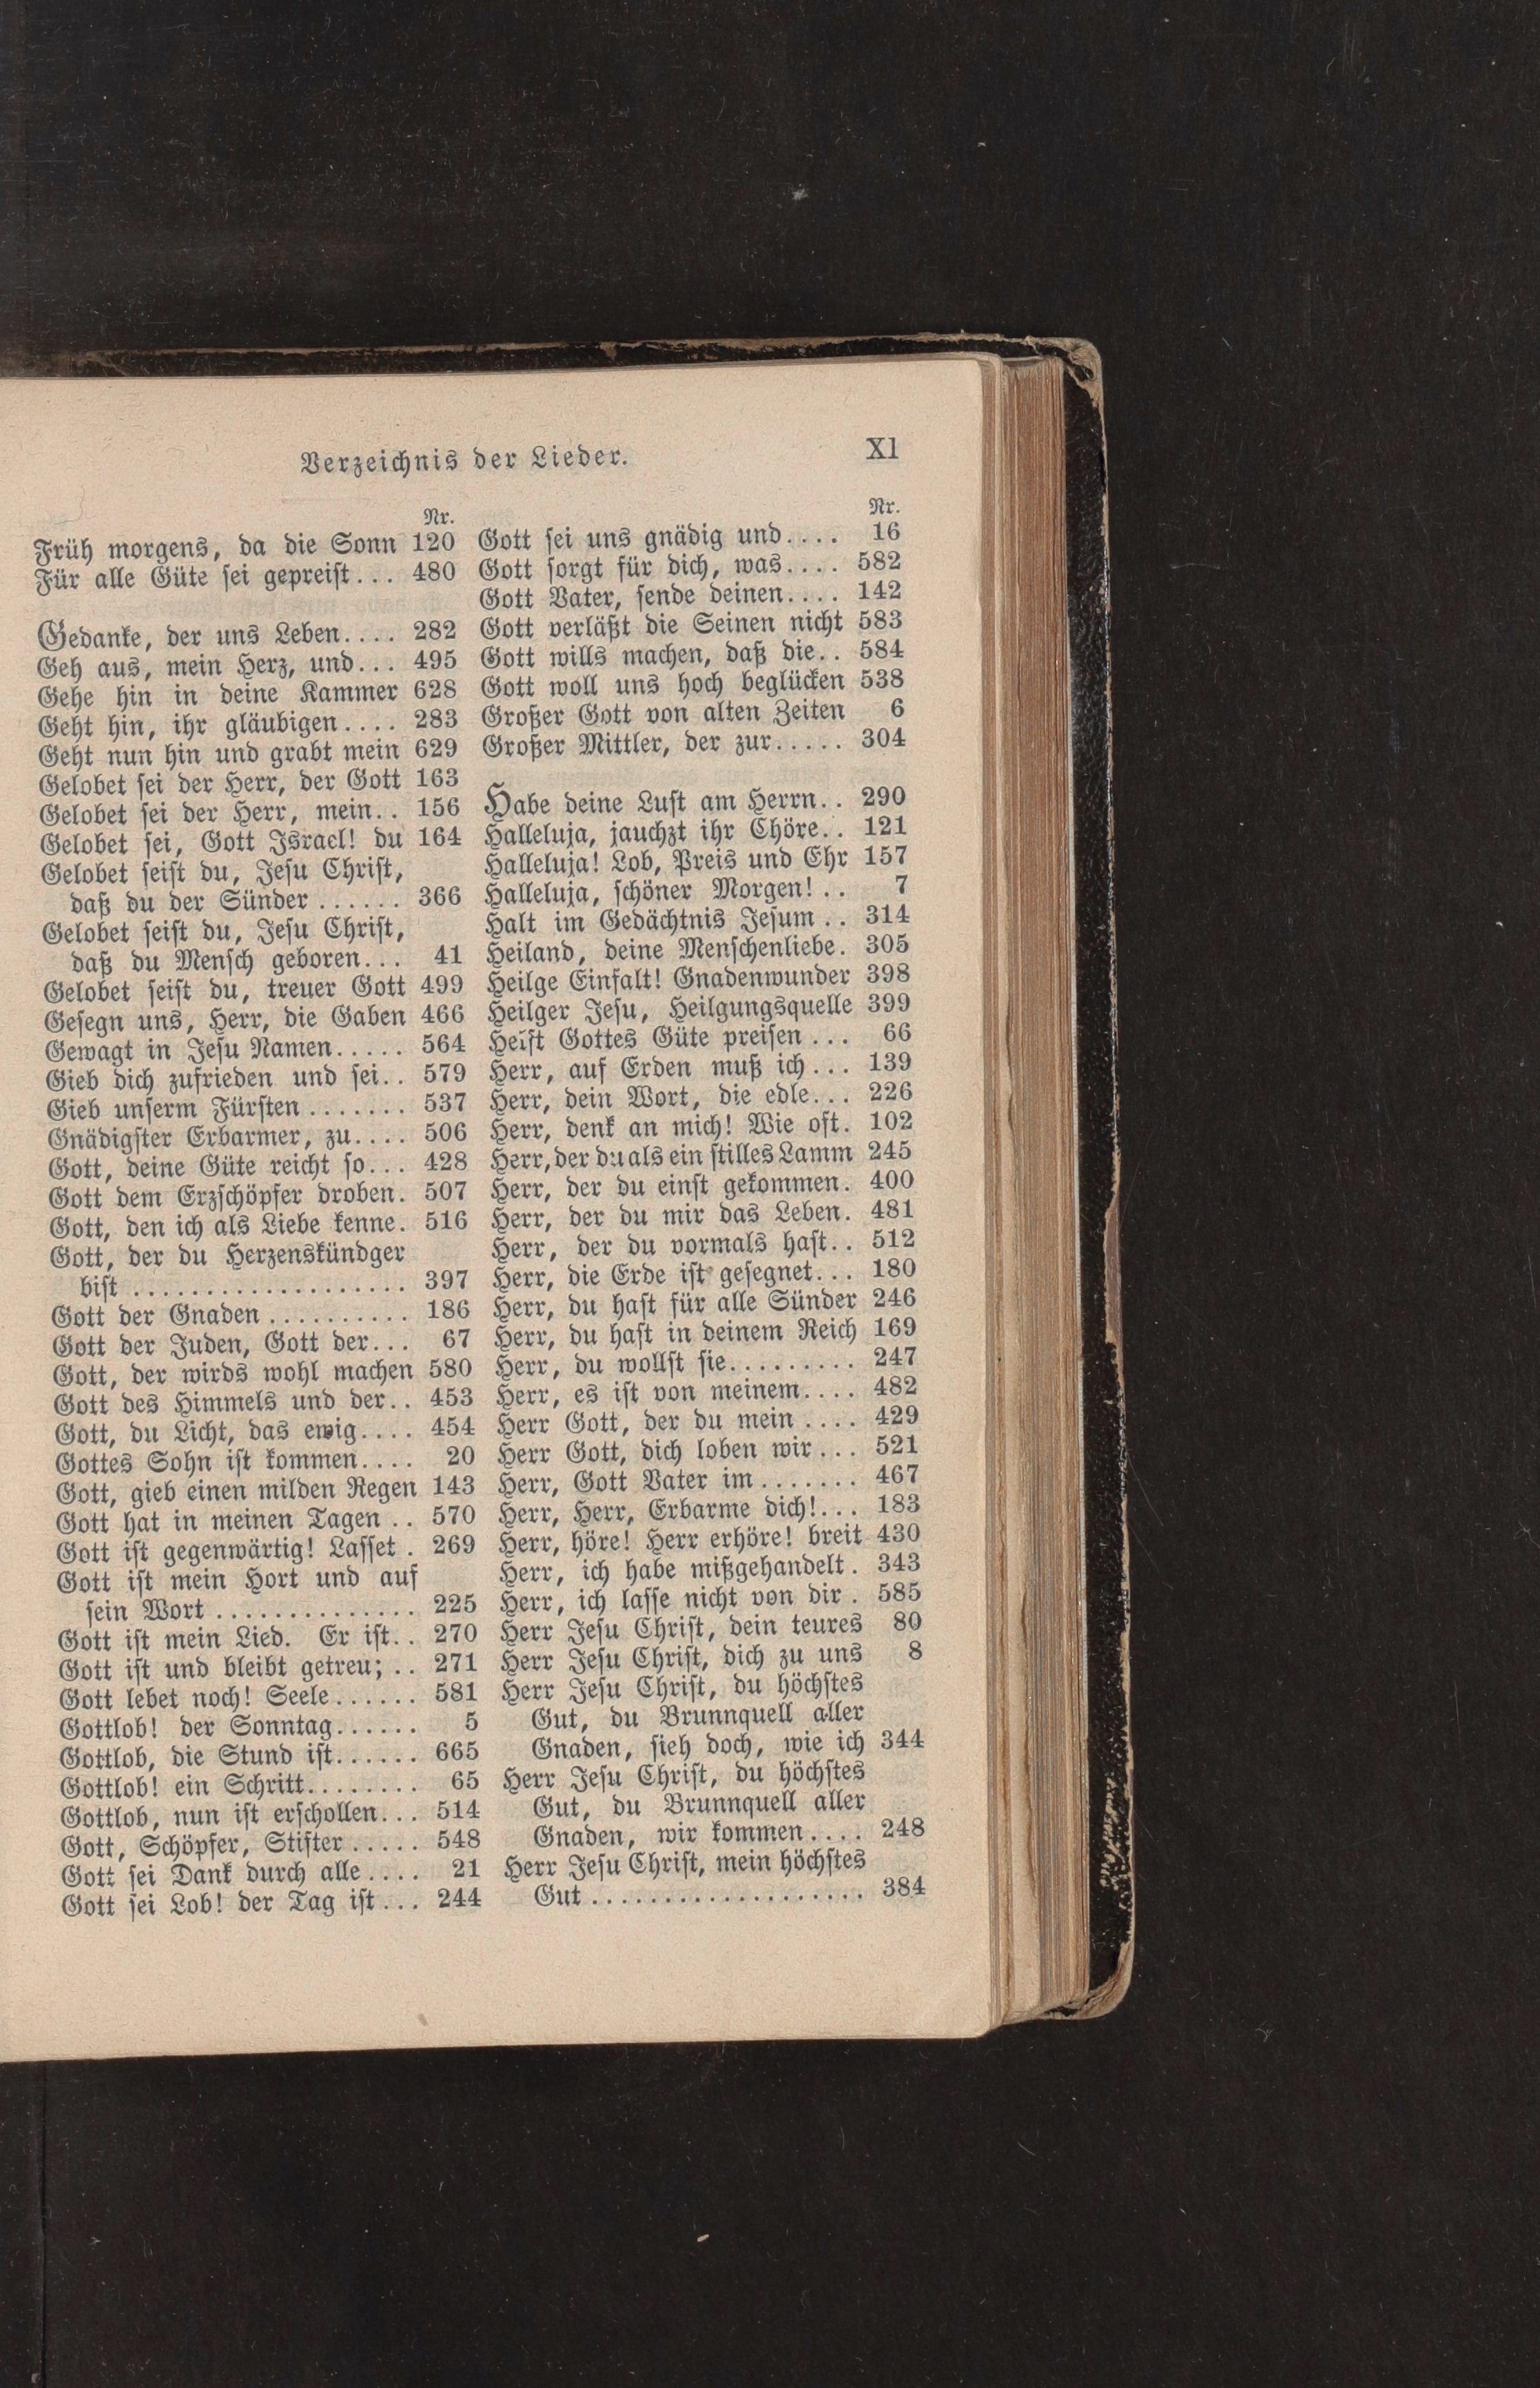 Verzeichnis der Lieder.
XI
Nr.
Früh morgens, da die Sonn 120
Für alle Güte sei gepreist... 480
Gedanke, der uns Leben.... 282
Geh aus, mein Herz, und... 495
Gehe hin in deine Kammer 628
Geht hin, ihr gläubigen.... 283
Geht nun hin und grabt mein 629
Gelobet sei der Herr, der Gott 163
Gelobet sei der Herr, mein.. 156
Gelobet sei, Gott Israel! du 164
Gelobet seist du, Jesu Christ,
daß du der Sünder...... 366
Gelobet seist du, Jesu Christ,
daß du Mensch geboren... 41
Gelobet seist du, treuer Gott 499
Gesegn uns, Herr, die Gaben 466
Gewagt in Jesu Namen..... 564
Gieb dich zufrieden und sei.. 579
Gieb unserm Fürsten....... 537
Gnädigster Erbarmer, zu.... 506
Gott, deine Güte reicht so... 428
Gott dem Erzschöpfer droben. 507
Gott, den ich als Liebe kenne. 516
Gott, der du Herzenskündger
bist................... 397
Gott der Gnaden.......... 186
Gott der Juden, Gott der... 67
Gott, der wirds wohl machen 580
Gott des Himmels und der.. 453
Gott, du Licht, das ewig.... 454
Gottes Sohn ist kommen.... 20
Gott, gieb einen milden Regen 143
Gott hat in meinen Tagen.. 570
Gott ist gegenwärtig! Lasset. 269
Gott ist mein Hort und auf
sein Wort.............. 225
Gott ist mein Lied. Er ist.. 270
Gott ist und bleibt getreu;.. 271
Gott lebet noch! Seele...... 581
Gottlob! der Sonntag...... 5
Gottlob, die Stund ist...... 665
Gottlob! ein Schritt........ 65
Gottlob, nun ist erschollen... 514
Gott, Schöpfer, Stifter..... 548
Gott sei Dank durch alle.... 21
Gott sei Lob! der Tag ist... 244
Nr.
Gott sei uns gnädig und.... 16
Gott sorgt für dich, was.... 582
Gott Vater, sende deinen.... 142
Gott verläßt die Seinen nicht 583
Gott wills machen, daß die.. 584
Gott woll uns hoch beglücken 538
Großer Gott von alten Zeiten 6
Großer Mittler, der zur..... 304
Habe deine Lust am Herrn.. 290
Halleluja, jauchzt ihr Chöre.. 121
Halleluja! Lob, Preis und Ehr 157
Halleluja, schöner Morgen!.. 7
Halt im Gedächtnis Jesum.. 314
Heiland, deine Menschenliebe. 305
Heilge Einfalt! Gnadenwunder 398
Heilger Jesu, Heilgungsquelle 399
Helft Gottes Güte preisen... 66
Herr, auf Erden muß ich... 139
Herr, dein Wort, die edle... 226
Herr, denk an mich! Wie oft. 102
Herr, der du als ein stilles Lamm 245
Herr, der du einst gekommen. 400
Herr, der du mir das Leben. 481
Herr, der du vormals hast.. 512
Herr, die Erde ist gesegnet... 180
Herr, du hast für alle Sünder 246
Herr, du hast in deinem Reich 169
Herr, du wollst sie......... 247
Herr, es ist von meinem.... 482
Herr Gott, der du mein.... 429
Herr Gott, dich loben wir... 521
Herr, Gott Vater im....... 467
Herr, Herr, Erbarme dich!... 183
Herr, höre! Herr erhöre! breit 430
Herr, ich habe mißgehandelt. 343
Herr, ich lasse nicht von dir. 585
Herr Jesu Christ, dein teures 80
Herr Jesu Christ, dich zu uns 8
Herr Jesu Christ, du höchstes
Gut, du Brunnquell aller
Gnaden, sieh doch, wie ich 344
Herr Jesu Christ, du höchstes
Gut, du Brunnquell aller
Gnaden, wir kommen.... 248
Herr Jesu Christ, mein höchstes
Gut................... 384